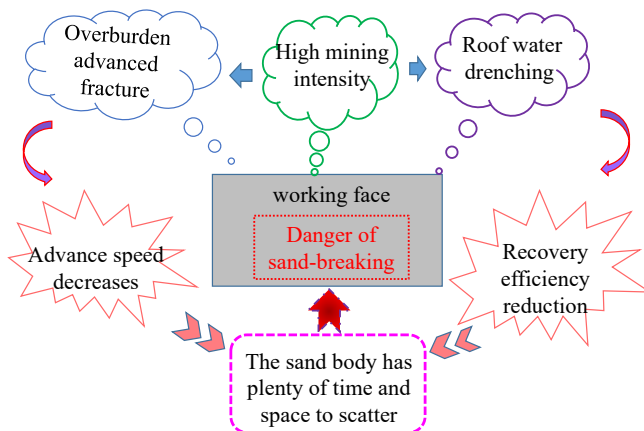 Overburden
advanced
fracture
High mining
intensity
Roof water
drenching
working face
Danger of
sand-breaking
Advance speed
decreases
Recovery
efficiency
reduction
The sand body has
plenty of time and
space to scatter